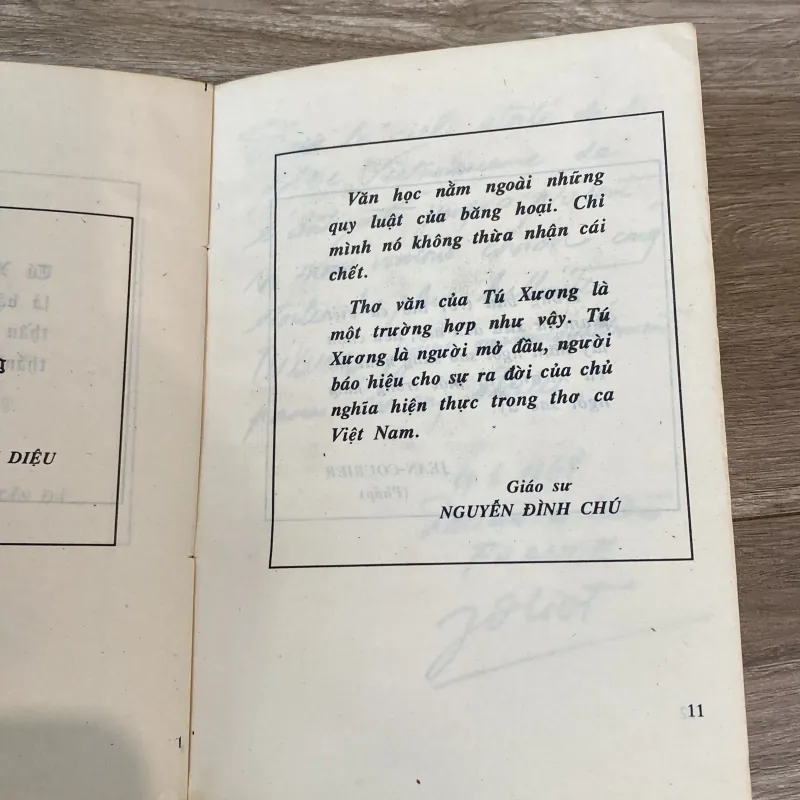 DIỆU
Văn học nằm ngoài những
quy luật của băng hoại. Chỉ
mình nó không thừa nhận cái
chết.
Thơ văn của Tú Xương là
một trường hợp như vậy. Tú
Xương là người mở đầu, người
báo hiệu cho sự ra đời của chủ
nghĩa hiện thực trong thơ ca
Việt Nam.
Giáo sư
NGUYỄN ĐÌNH CHÚ
11